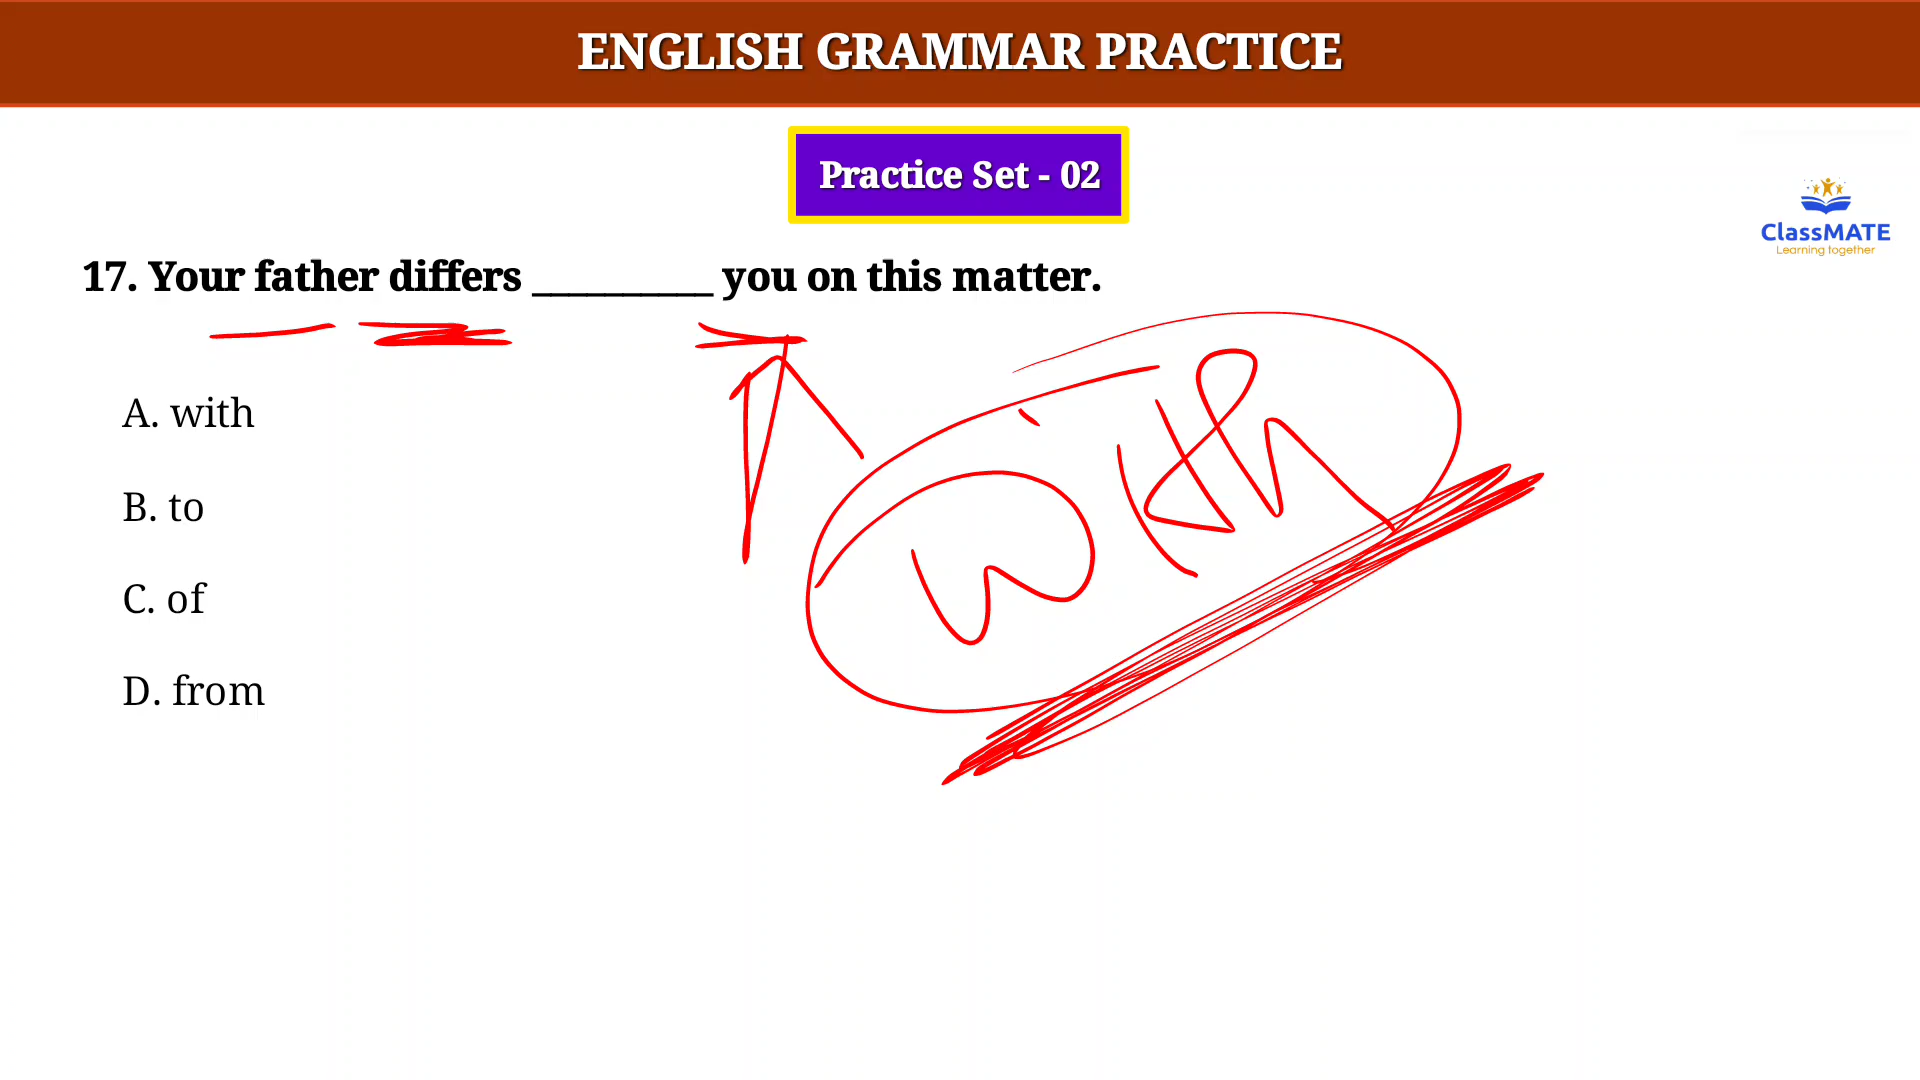 ENGLISH GRAMMAR PRACTICE
Practice Set - 02
ClassMATE
Learning together
17. Your father differs __________ you on this matter.
A. with
B. to
C. of
D. from
with